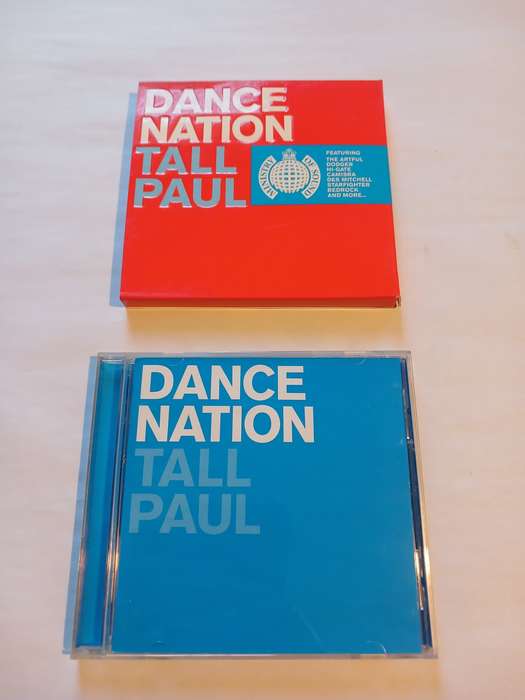 DANCE
NATION
TALL
PAUL
MINISTRY OF SOUND
FEATURING
THE ARTFUL
DODGER
HI-GATE
CAMISRA
DES MITCHELL
STARFIGHTER
BEDROCK
AND MORE...
DANCE
NATION
TALL
PAUL